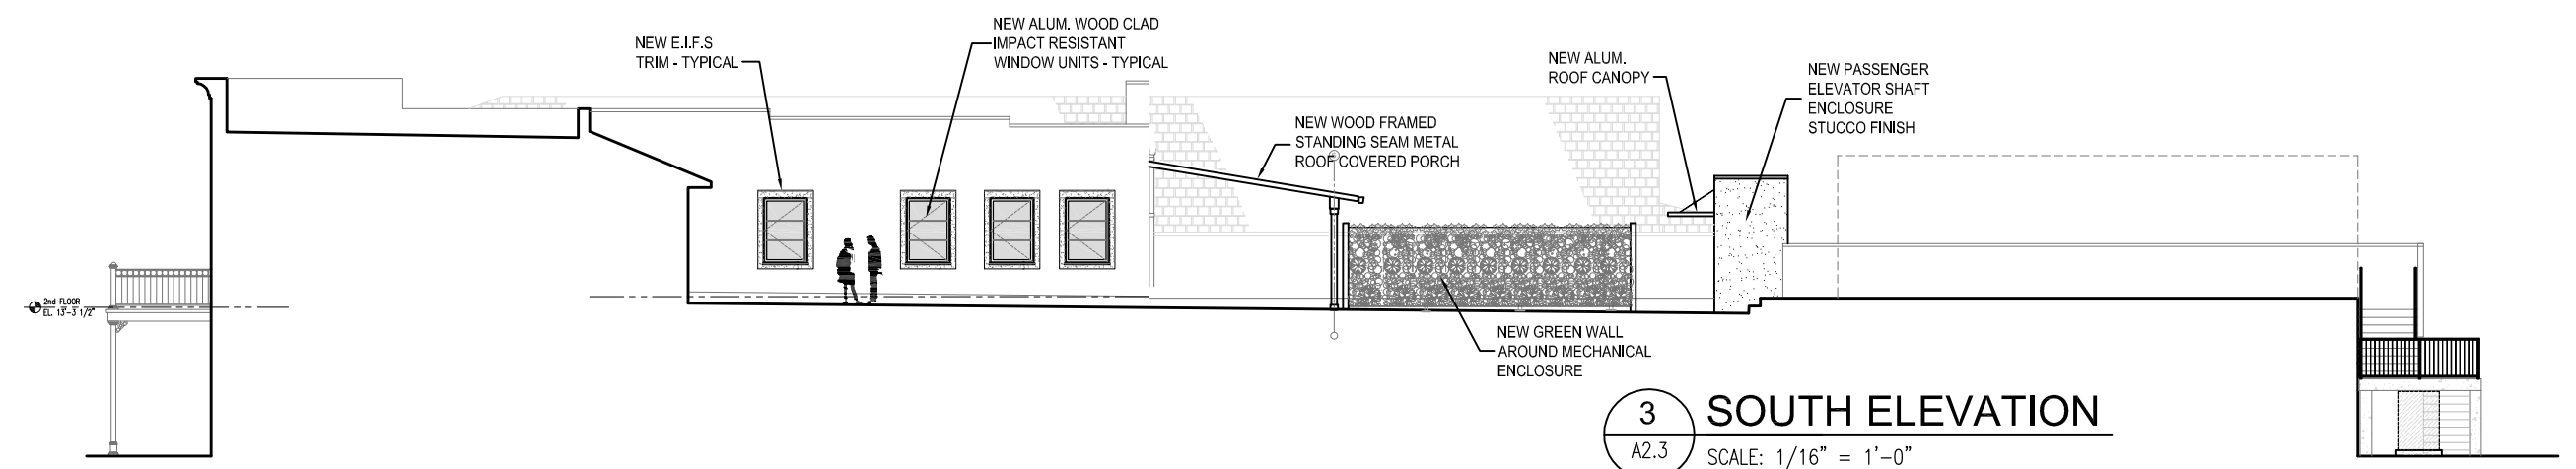 NEW E.I.F.S
TRIM - TYPICAL
NEW ALUM. WOOD CLAD
IMPACT RESISTANT
WINDOW UNITS - TYPICAL
NEW WOOD FRAMED
STANDING SEAM METAL
ROOF COVERED PORCH
NEW ALUM.
ROOF CANOPY
NEW PASSENGER
ELEVATOR SHAFT
ENCLOSURE
STUCCO FINISH
2nd FLOOR
EL. 13'-3 1/2"
NEW GREEN WALL
AROUND MECHANICAL
ENCLOSURE
3
A2.3
SOUTH ELEVATION
SCALE: 1/16" = 1'-0"